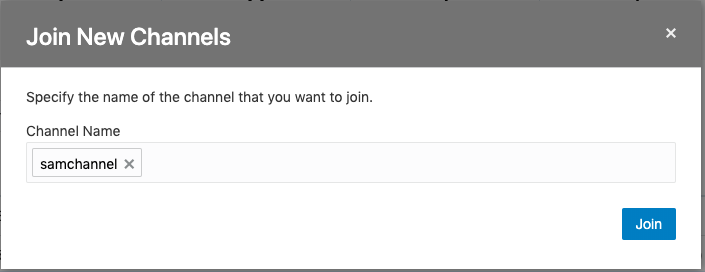 Join New Channels
Specify the name of the channel that you want to join.
Channel Name
samchannel
Join